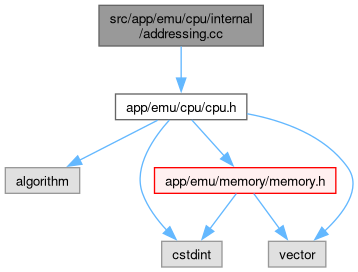 src/app/emu/cpu/internal
/addressing.cc
app/emu/cpu/cpu.h
algorithm
app/emu/memory/memory.h
cstdint
vector